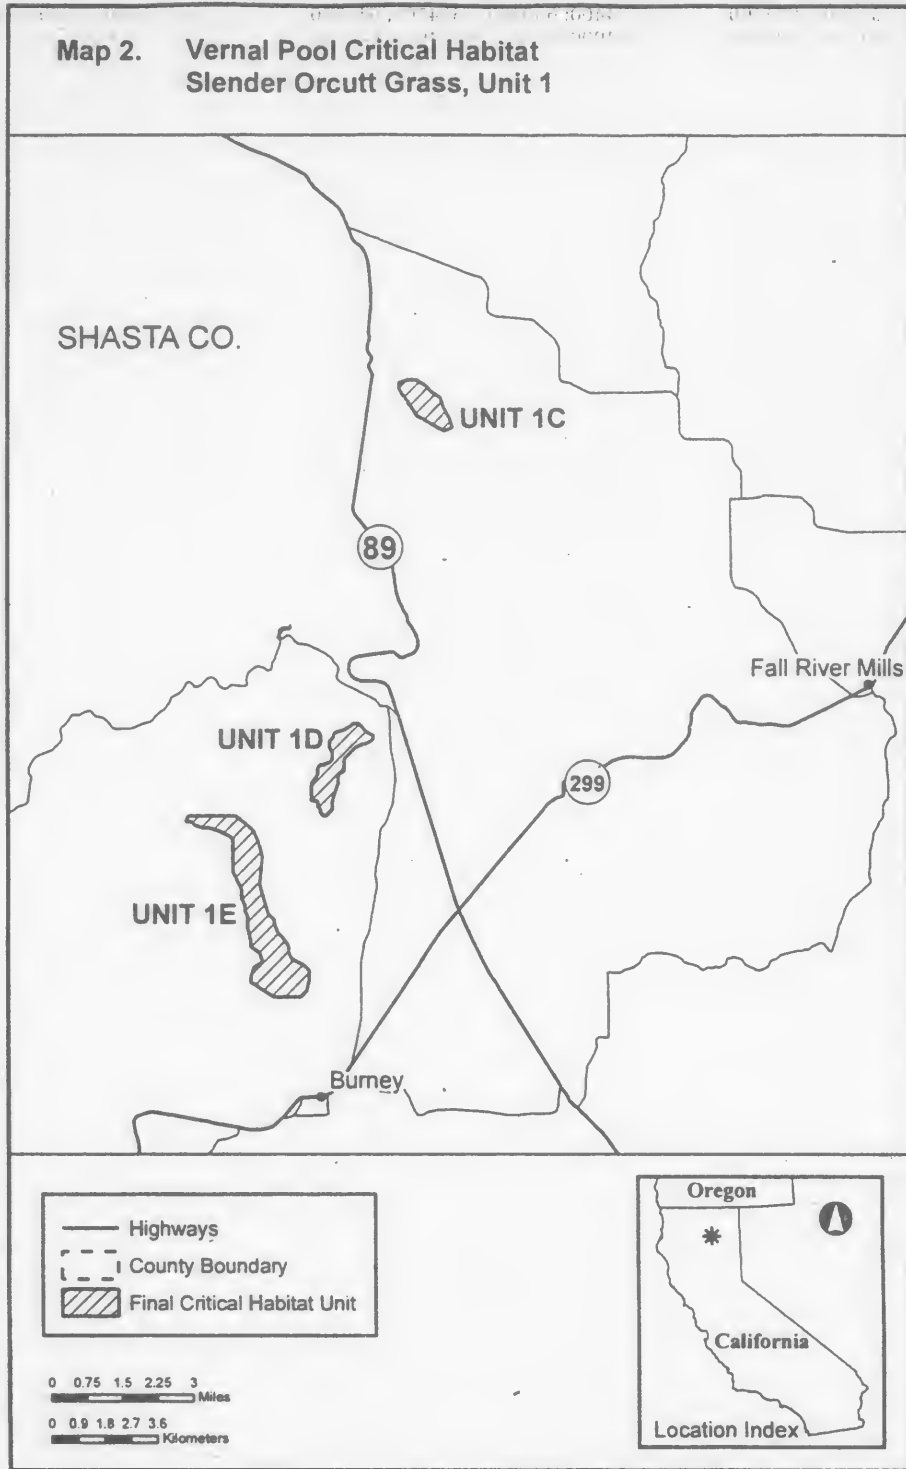 Map 2. Vernal Pool Critical Habitat
Slender Orcutt Grass, Unit 1
SHASTA CO.
UNIT 1C
89
Fall River Mills
UNIT 1D
299
UNIT 1E
Burney
Highways
County Boundary
Final Critical Habitat Unit
0 0.75 1.5 2.25 3
Miles
0 0.9 1.8 2.7 3.6
Kilometers
Oregon
California
Location Index